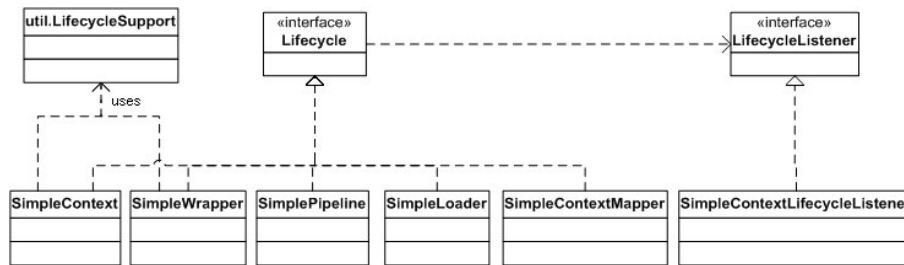 util.LifecycleSupport
«interface»
Lifecycle
«interface»
LifecycleListener
uses
SimpleContext
SimpleWrapper
SimplePipeline
SimpleLoader
SimpleContextMapper
SimpleContextLifecycleListene